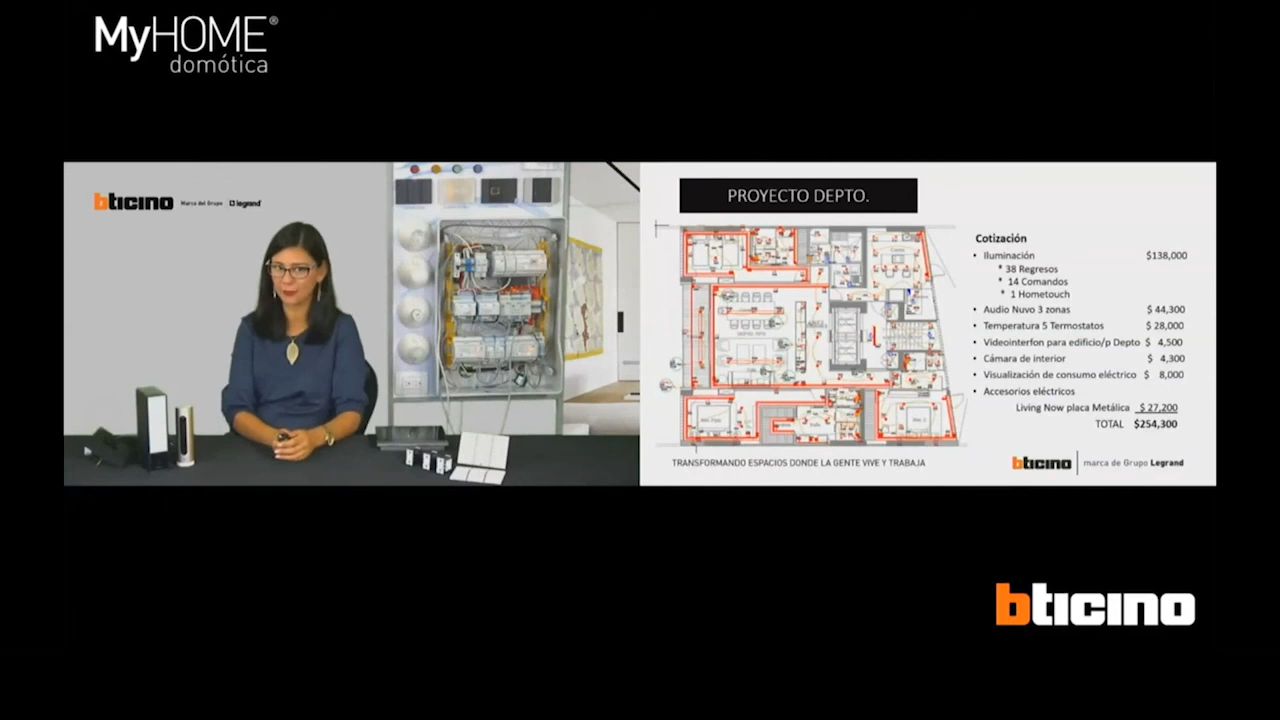 MyHOME®
domótica
bticino Marca del Grupo legrand
PROYECTO DEPTO.
Cotización
• Iluminación $138,000
* 38 Regresos
* 14 Comandos
* 1 Hometouch
• Audio Nuvo 3 zonas $ 44,300
• Temperatura 5 Termostatos $ 28,000
• Videointerfon para edificio/p Depto $ 4,500
• Cámara de interior $ 4,300
• Visualización de consumo eléctrico $ 8,000
• Accesorios eléctricos
Living Now placa Metálica $ 27,200
TOTAL $254,300
TRANSFORMANDO ESPACIOS DONDE LA GENTE VIVE Y TRABAJA
bticino | marca de Grupo Legrand
bticino